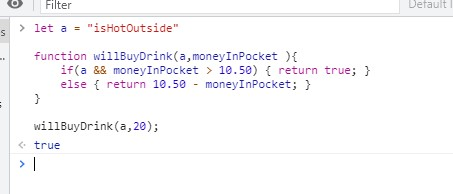 Filter
Default l
s
let a = "isHotOutside"
..
function willBuyDrink(a,moneyInPocket ){
if(a && moneyInPocket > 10.50) { return true; }
else { return 10.50 - moneyInPocket; }
}
willBuyDrink(a,20);
true